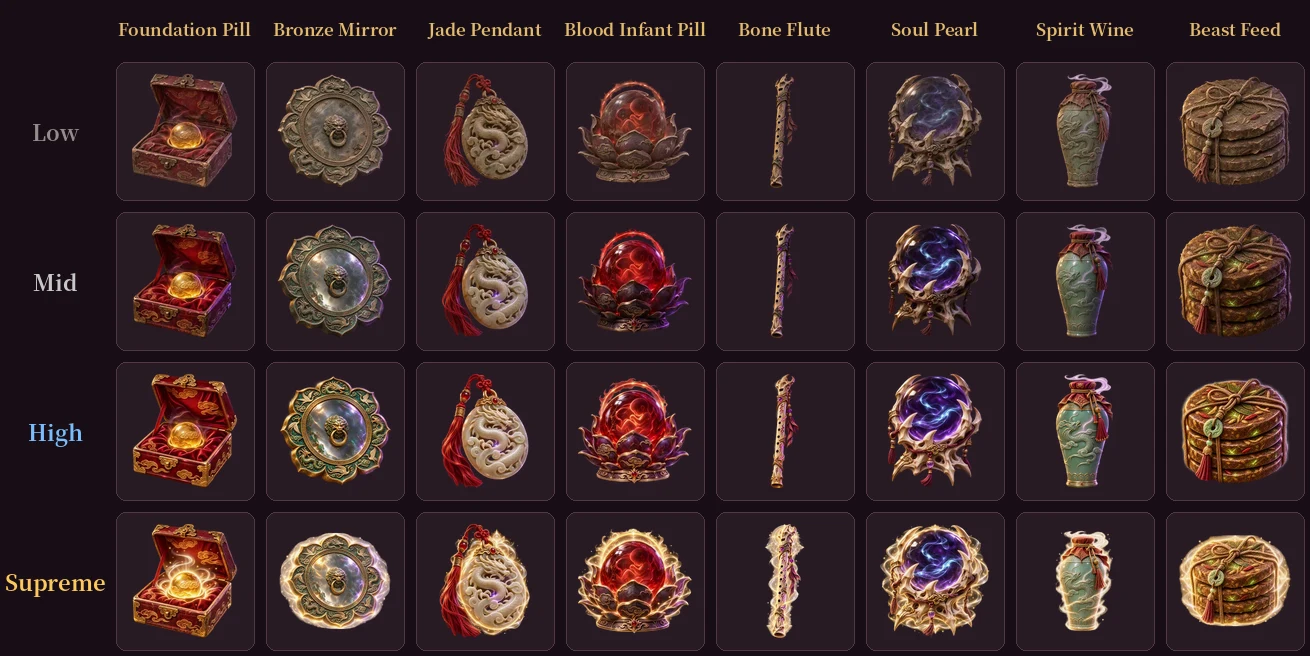 Foundation Pill Bronze Mirror Jade Pendant Blood Infant Pill Bone Flute Soul Pearl Spirit Wine Beast Feed
Low
Mid
High
Supreme